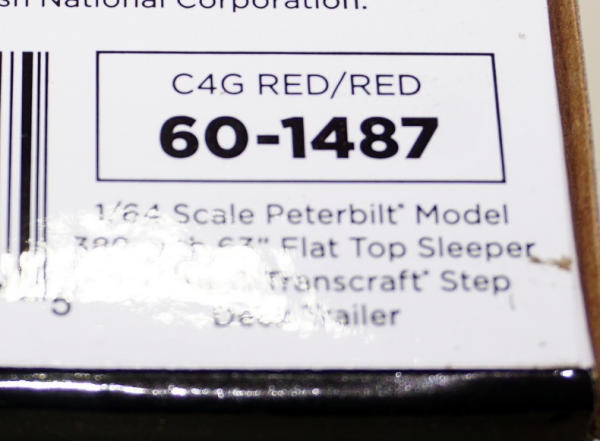 National Corporation.
C4G RED/RED
60-1487
1/64 Scale Peterbilt® Model
63" Flat Top Sleeper
Transcraft® Step
Trailer
5